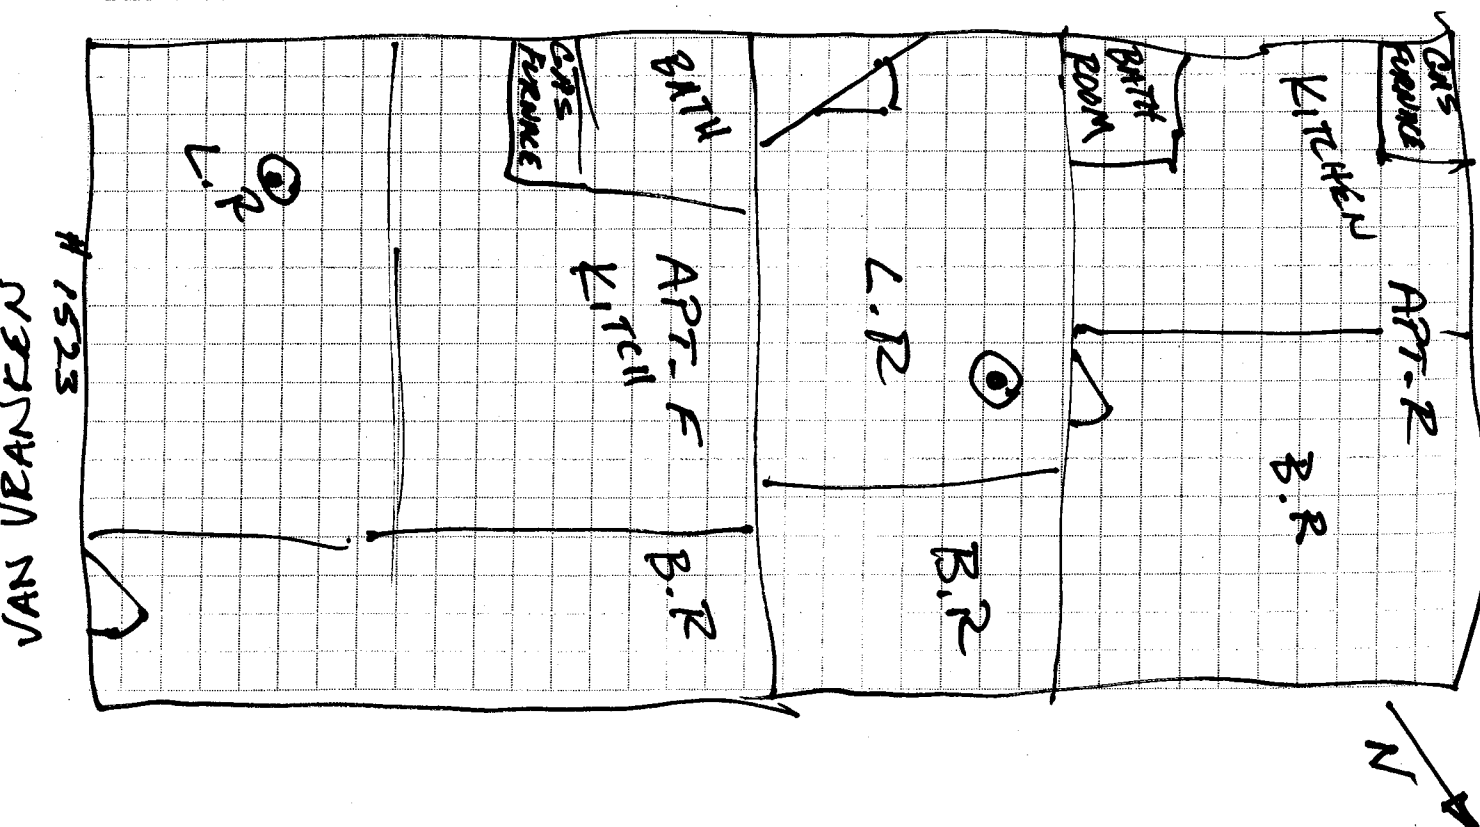 VAN VRANKEN
# 1523
L.R
GAS
FURNACE
BATH
APT. F
KITCH
B.R
L.R
B.R
BATH
ROOM
KITCHEN
GAS
FURNACE
APT-R
B.R
N